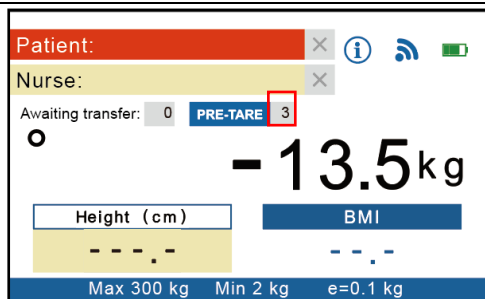 Patient: ×
Nurse: ×
Awaiting transfer: 0 PRE-TARE 3
-13.5kg
Height (cm) BMI
---.- --.-
Max 300 kg Min 2 kg e=0.1 kg